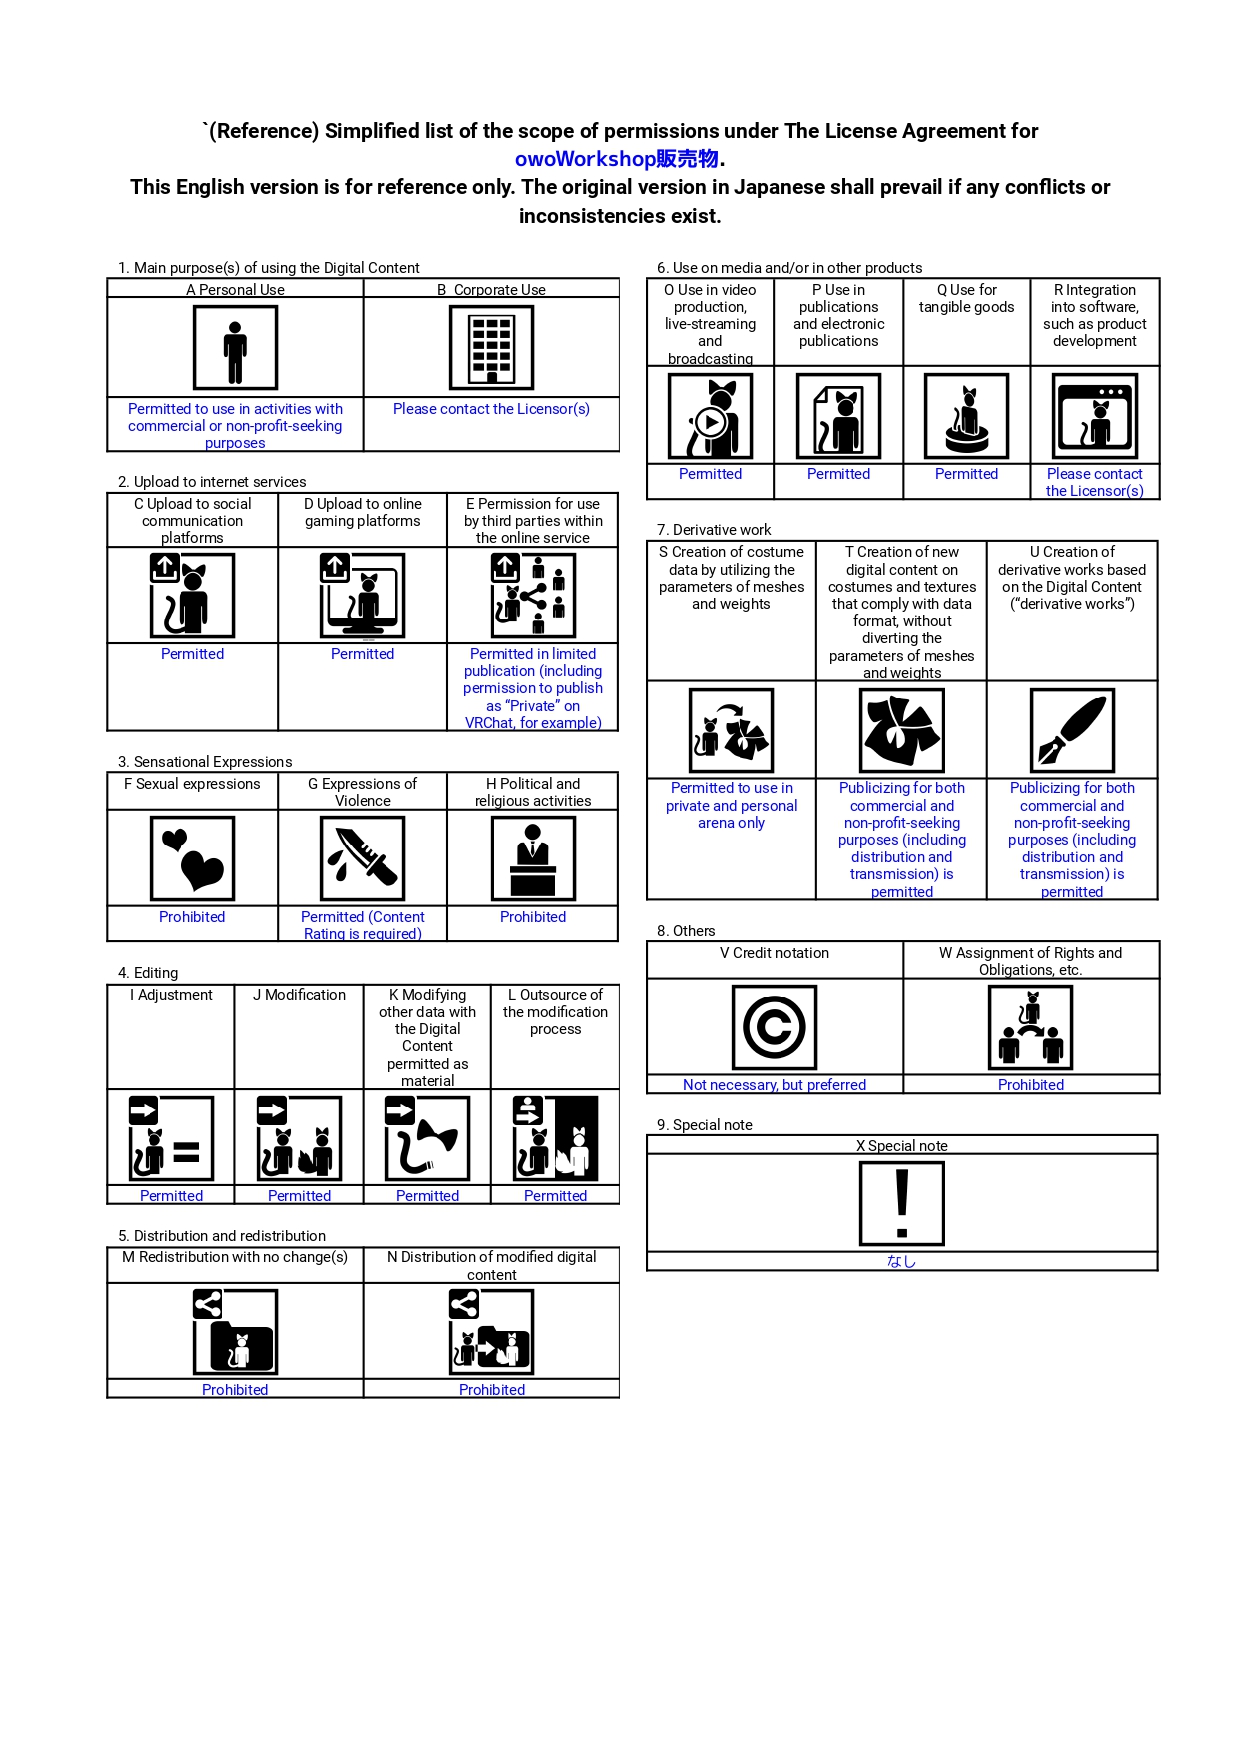 `(Reference) Simplified list of the scope of permissions under The License Agreement for
owoWorkshop販売物.
This English version is for reference only. The original version in Japanese shall prevail if any conflicts or
inconsistencies exist.
1. Main purpose(s) of using the Digital Content
A Personal Use
B Corporate Use
Permitted to use in activities with
commercial or non-profit-seeking
purposes
Please contact the Licensor(s)
2. Upload to internet services
C Upload to social
communication
platforms
D Upload to online
gaming platforms
E Permission for use
by third parties within
the online service
Permitted
Permitted
Permitted in limited
publication (including
permission to publish
as “Private” on
VRChat, for example)
3. Sensational Expressions
F Sexual expressions
G Expressions of
Violence
H Political and
religious activities
Prohibited
Permitted (Content
Rating is required)
Prohibited
4. Editing
I Adjustment
J Modification
K Modifying
other data with
the Digital
Content
permitted as
material
L Outsource of
the modification
process
Permitted
Permitted
Permitted
Permitted
5. Distribution and redistribution
M Redistribution with no change(s)
N Distribution of modified digital
content
Prohibited
Prohibited
6. Use on media and/or in other products
O Use in video
production,
live-streaming
and
broadcasting
P Use in
publications
and electronic
publications
Q Use for
tangible goods
R Integration
into software,
such as product
development
Permitted
Permitted
Permitted
Please contact
the Licensor(s)
7. Derivative work
S Creation of costume
data by utilizing the
parameters of meshes
and weights
T Creation of new
digital content on
costumes and textures
that comply with data
format, without
diverting the
parameters of meshes
and weights
U Creation of
derivative works based
on the Digital Content
(“derivative works”)
Permitted to use in
private and personal
arena only
Publicizing for both
commercial and
non-profit-seeking
purposes (including
distribution and
transmission) is
permitted
Publicizing for both
commercial and
non-profit-seeking
purposes (including
distribution and
transmission) is
permitted
8. Others
V Credit notation
W Assignment of Rights and
Obligations, etc.
©
Not necessary, but preferred
Prohibited
9. Special note
X Special note
!
なし